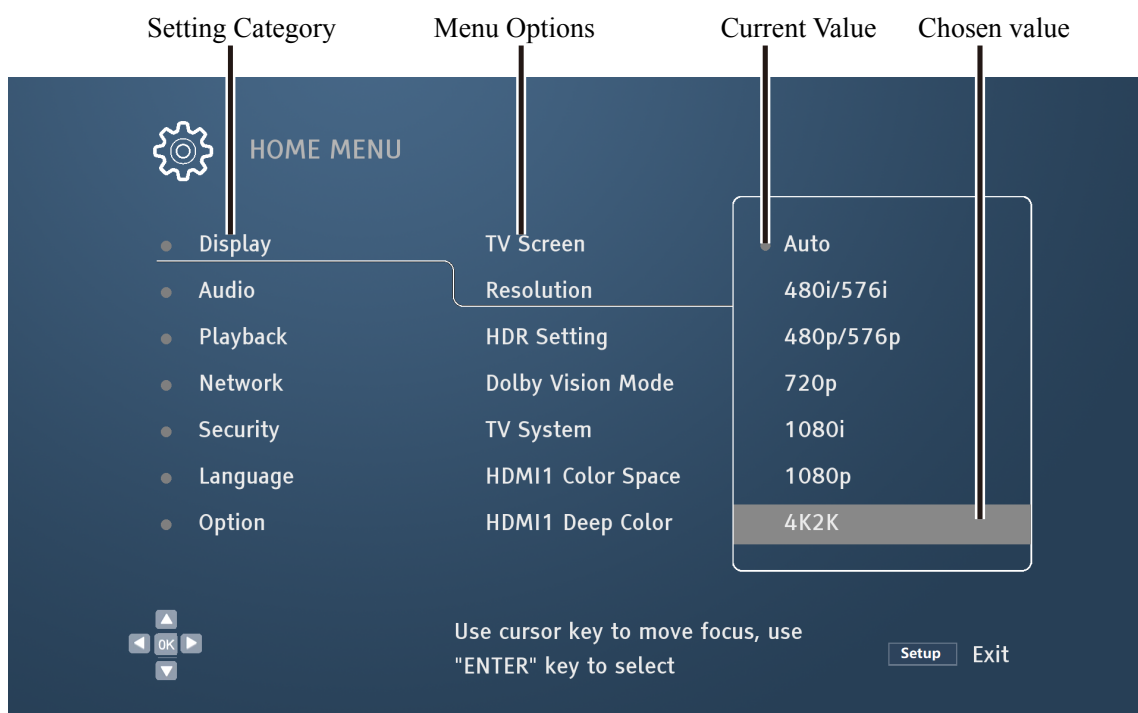 Setting Category Menu Options Current Value Chosen value
HOME MENU
Display TV Screen Auto
Audio Resolution 480i/576i
Playback HDR Setting 480p/576p
Network Dolby Vision Mode 720p
Security TV System 1080i
Language HDMI1 Color Space 1080p
Option HDMI1 Deep Color 4K2K
OK
Use cursor key to move focus, use
"ENTER" key to select
Setup Exit